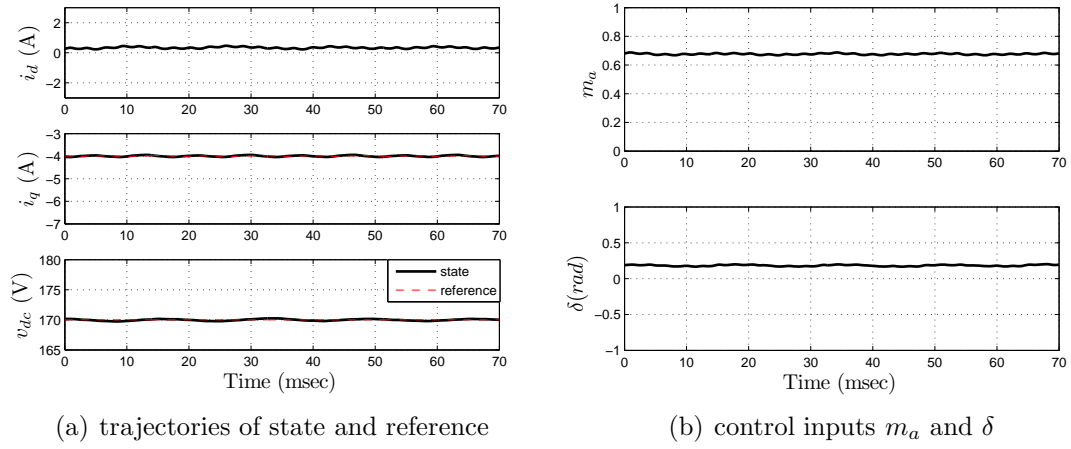 i_d (A)
2
0
−2
0 10 20 30 40 50 60 70
i_q (A)
−3
−4
−5
−6
−7
0 10 20 30 40 50 60 70
v_dc (V)
180
175
170
165
state
reference
0 10 20 30 40 50 60 70
Time (msec)
(a) trajectories of state and reference
m_a
1
0.8
0.6
0.4
0.2
0
0 10 20 30 40 50 60 70
δ(rad)
1
0.5
0
−0.5
−1
0 10 20 30 40 50 60 70
Time (msec)
(b) control inputs m_a and δ